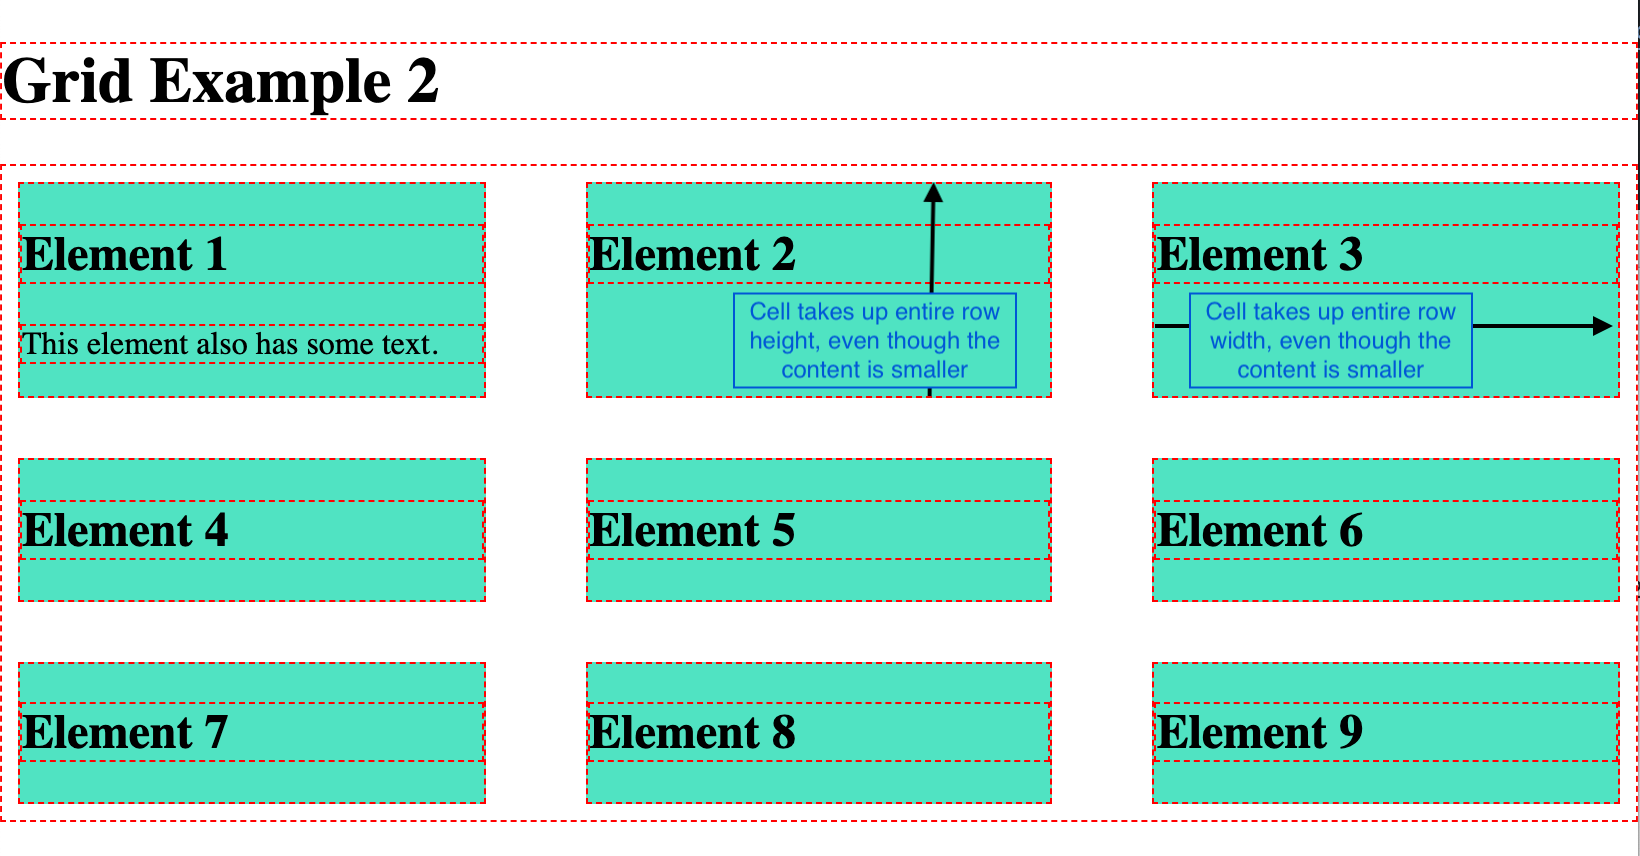 Grid Example 2
Element 1
This element also has some text.
Element 2
Cell takes up entire row
height, even though the
content is smaller
Element 3
Cell takes up entire row
width, even though the
content is smaller
Element 4
Element 5
Element 6
Element 7
Element 8
Element 9